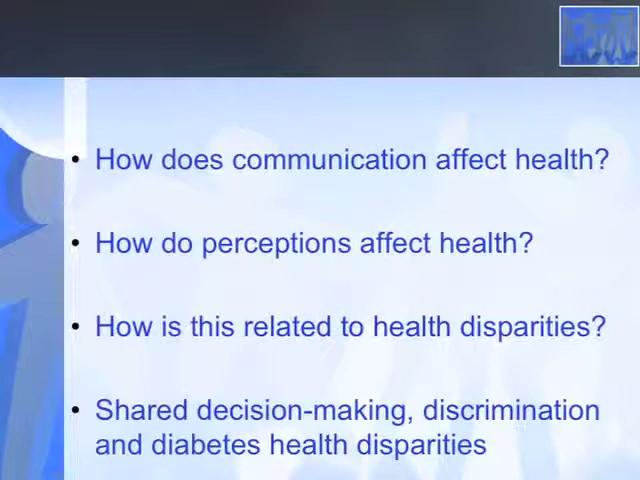 • How does communication affect health?
• How do perceptions affect health?
• How is this related to health disparities?
• Shared decision-making, discrimination
and diabetes health disparities